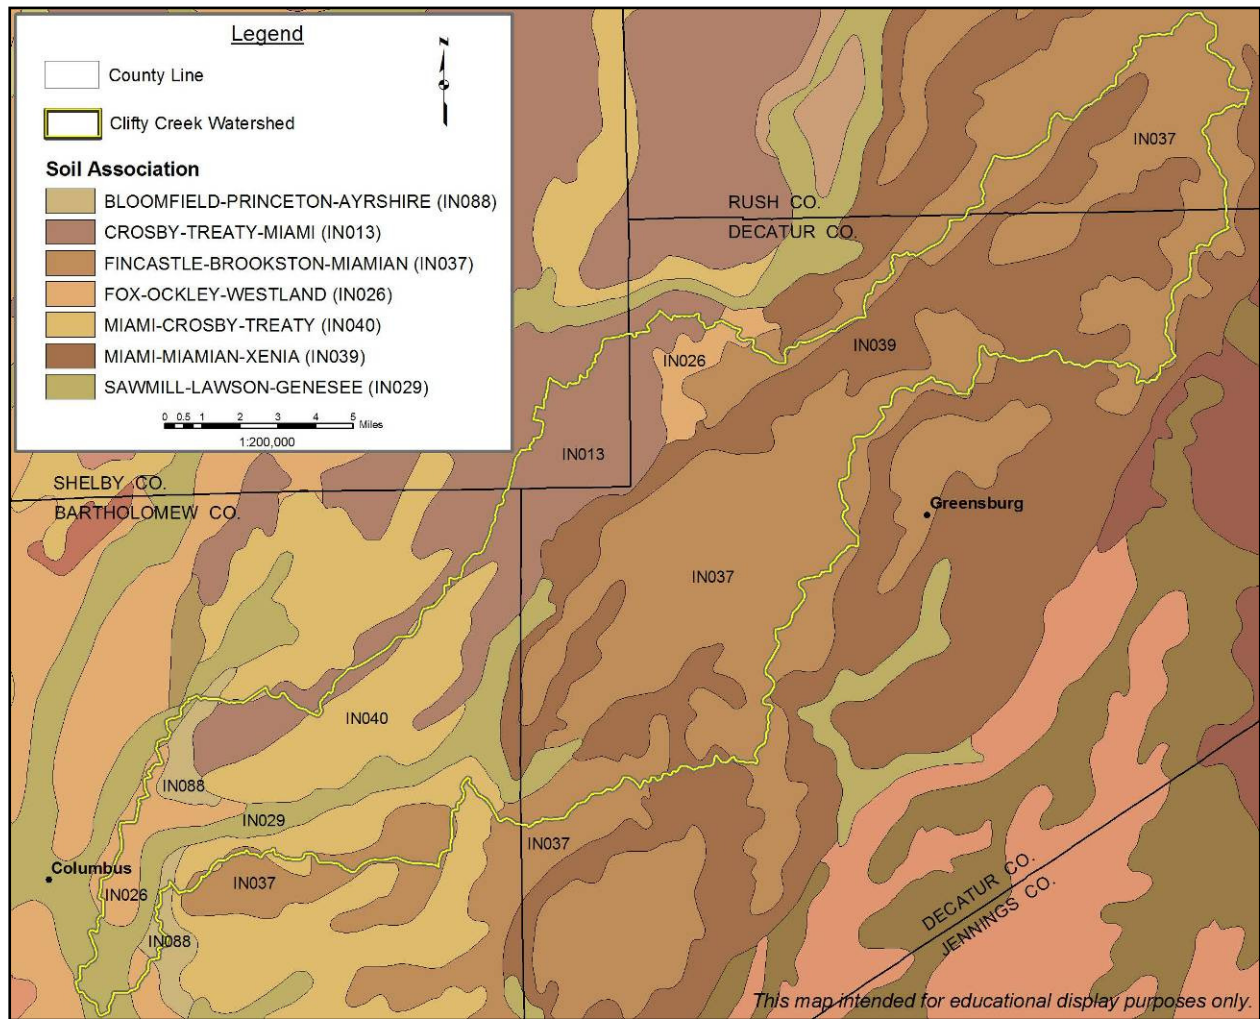 Legend
County Line
Clifty Creek Watershed
Soil Association
BLOOMFIELD-PRINCETON-AYRSHIRE (IN088)
CROSBY-TREATY-MIAMI (IN013)
FINCASTLE-BROOKSTON-MIAMIAN (IN037)
FOX-OCKLEY-WESTLAND (IN026)
MIAMI-CROSBY-TREATY (IN040)
MIAMI-MIAMIAN-XENIA (IN039)
SAWMILL-LAWSON-GENESEE (IN029)
0 0.5 1 2 3 4 5 Miles
1:200,000
N
IN037
RUSH CO.
DECATUR CO.
IN039
IN026
IN013
SHELBY CO.
BARTHOLOMEW CO.
Greensburg
IN037
IN040
IN088
IN029
IN037
Columbus
IN026
IN037
IN088
DECATUR CO.
JENNINGS CO.
This map intended for educational display purposes only.